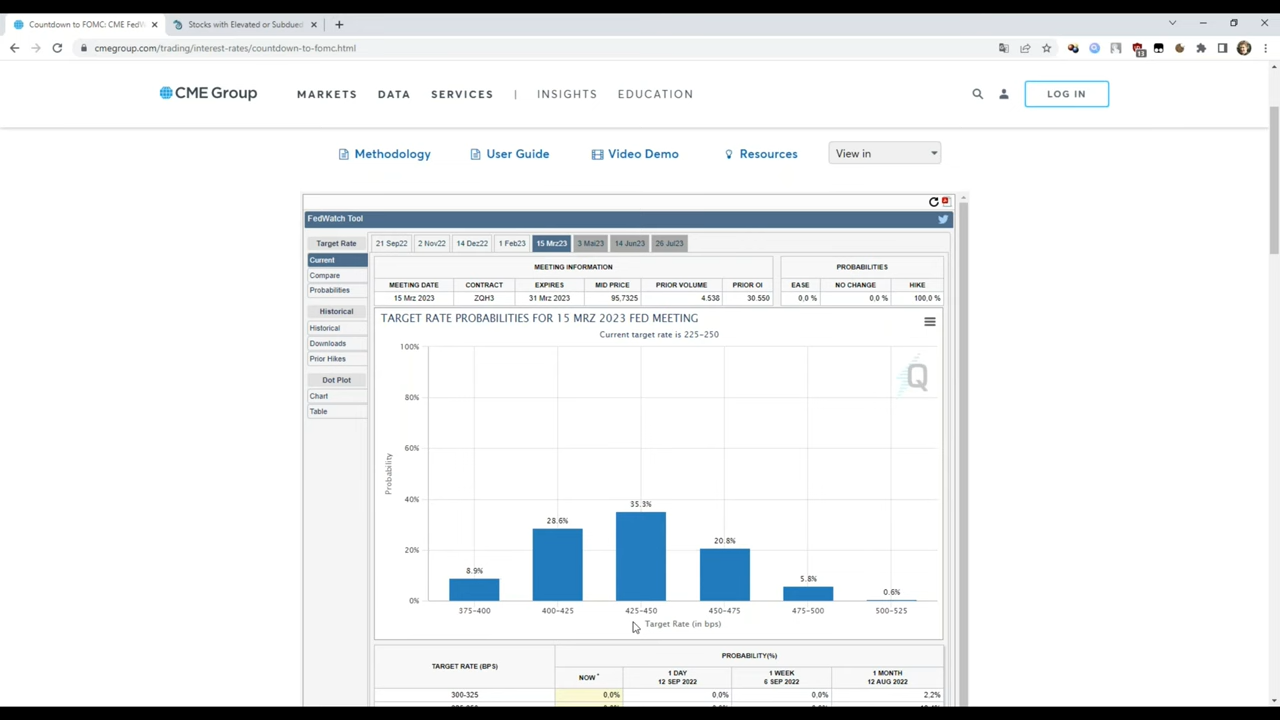 Countdown to FOMC: CME FedW
Stocks with Elevated or Subdued
cmegroup.com/trading/interest-rates/countdown-to-fomc.html
13
CME Group
MARKETS DATA SERVICES | INSIGHTS EDUCATION
LOG IN
Methodology User Guide Video Demo Resources View in
FedWatch Tool
Target Rate
Current
Compare
Probabilities
Historical
Historical
Downloads
Prior Hikes
Dot Plot
Chart
Table
21 Sep22 2 Nov22 14 Dez22 1 Feb23 15 Mrz23 3 Mai23 14 Jun23 26 Jul23
MEETING INFORMATION
MEETING DATE CONTRACT EXPIRES MID PRICE PRIOR VOLUME PRIOR OI
15 Mrz 2023 ZQH3 31 Mrz 2023 95.7325 4.538 30.550
PROBABILITIES
EASE NO CHANGE HIKE
0,0 % 0,0 % 100,0 %
TARGET RATE PROBABILITIES FOR 15 MRZ 2023 FED MEETING
Current target rate is 225-250
Q
Probability
100%
80%
60%
40%
20%
0%
8.9%
28.6%
35.3%
20.8%
5.8%
0.6%
375-400 400-425 425-450 450-475 475-500 500-525
Target Rate (in bps)
TARGET RATE (BPS)
PROBABILITY(%)
NOW *
1 DAY
12 SEP 2022
1 WEEK
6 SEP 2022
1 MONTH
12 AUG 2022
300-325 0,0% 0,0% 0,0% 2.2%